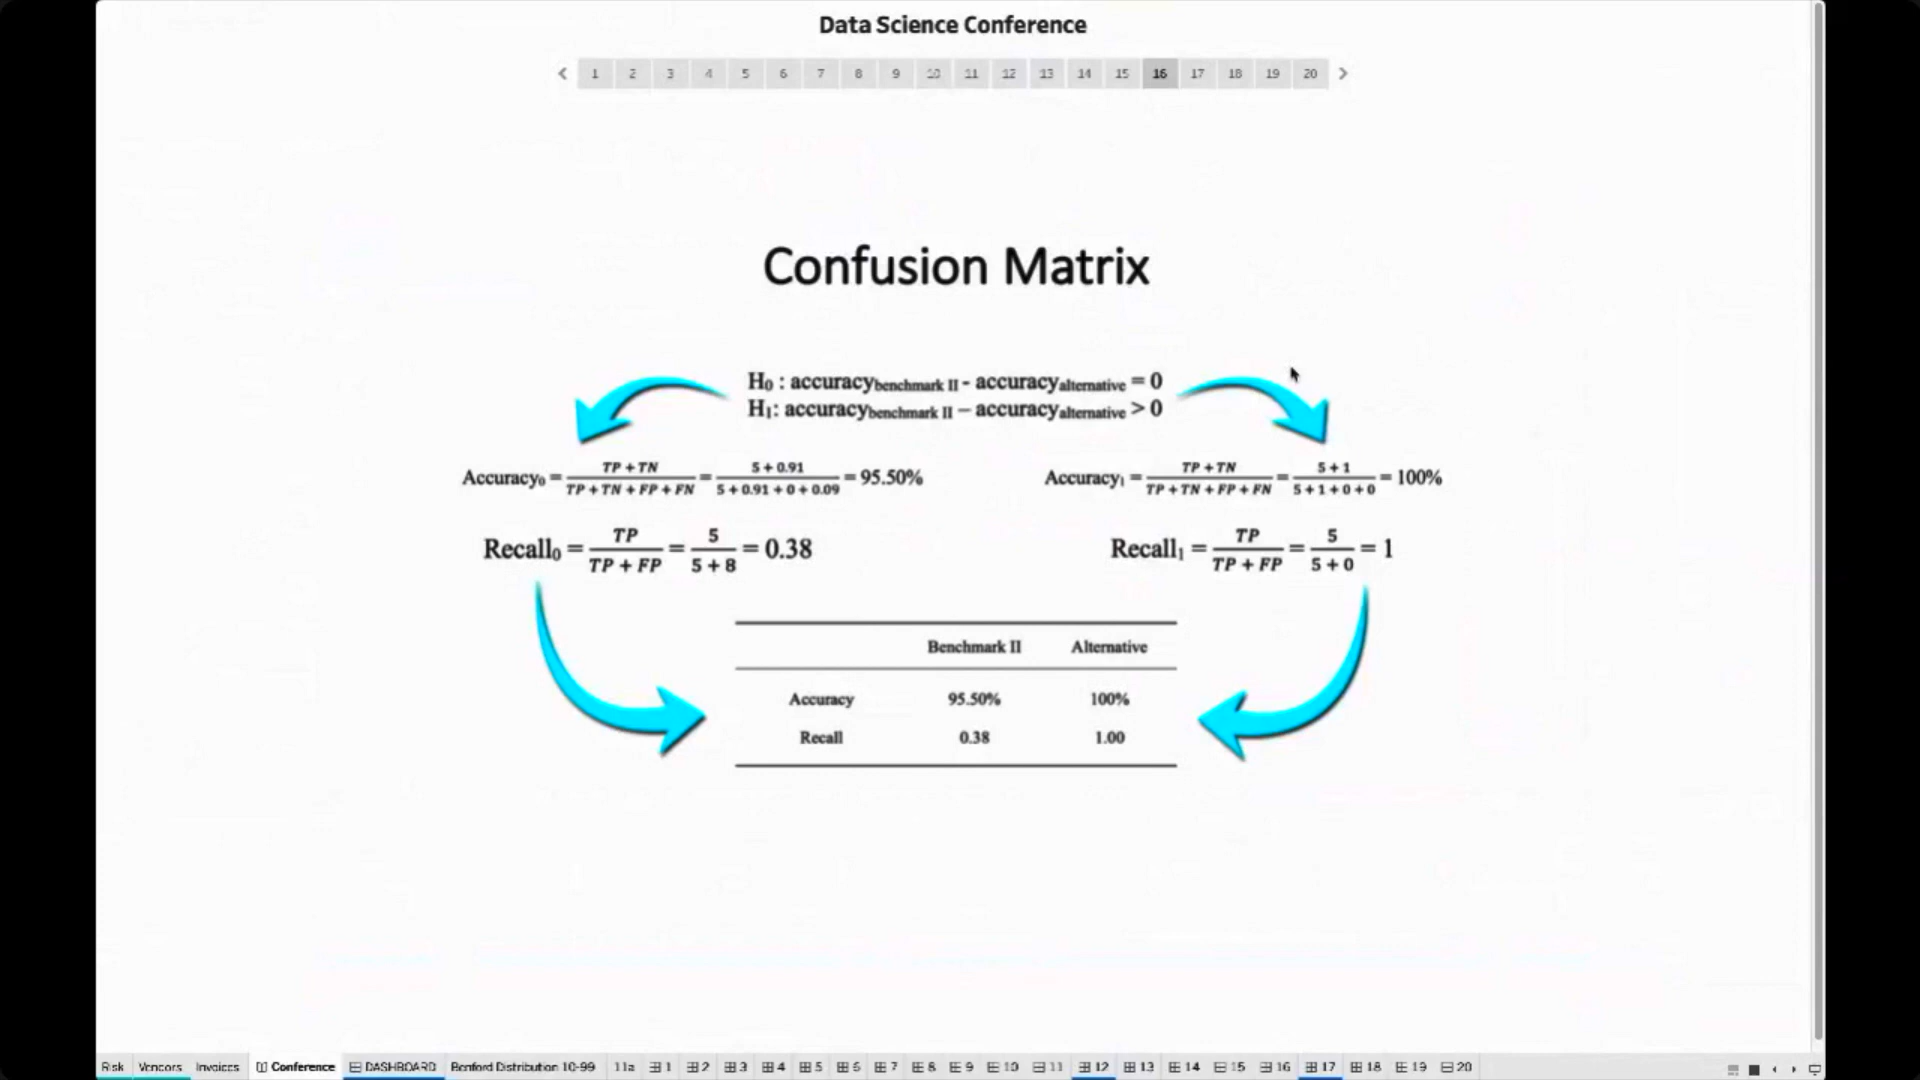 Data Science Conference
< 1 2 3 4 5 6 7 8 9 10 11 12 13 14 15 16 17 18 19 20 >
Confusion Matrix
H₀ : accuracy_benchmark II - accuracy_alternative = 0
H₁: accuracy_benchmark II – accuracy_alternative > 0
Accuracy₀ = (TP + TN) / (TP + TN + FP + FN) = (5 + 0.91) / (5 + 0.91 + 0 + 0.09) = 95.50%
Accuracy₁ = (TP + TN) / (TP + TN + FP + FN) = (5 + 1) / (5 + 1 + 0 + 0) = 100%
Recall₀ = TP / (TP + FP) = 5 / (5 + 8) = 0.38
Recall₁ = TP / (TP + FP) = 5 / (5 + 0) = 1
Benchmark II Alternative
Accuracy 95.50% 100%
Recall 0.38 1.00
Risk Vencors Invoices Conference DASHBOARD Benford Distribution 10-99 11a 1 2 3 4 5 6 7 8 9 10 11 12 13 14 15 16 17 18 19 20